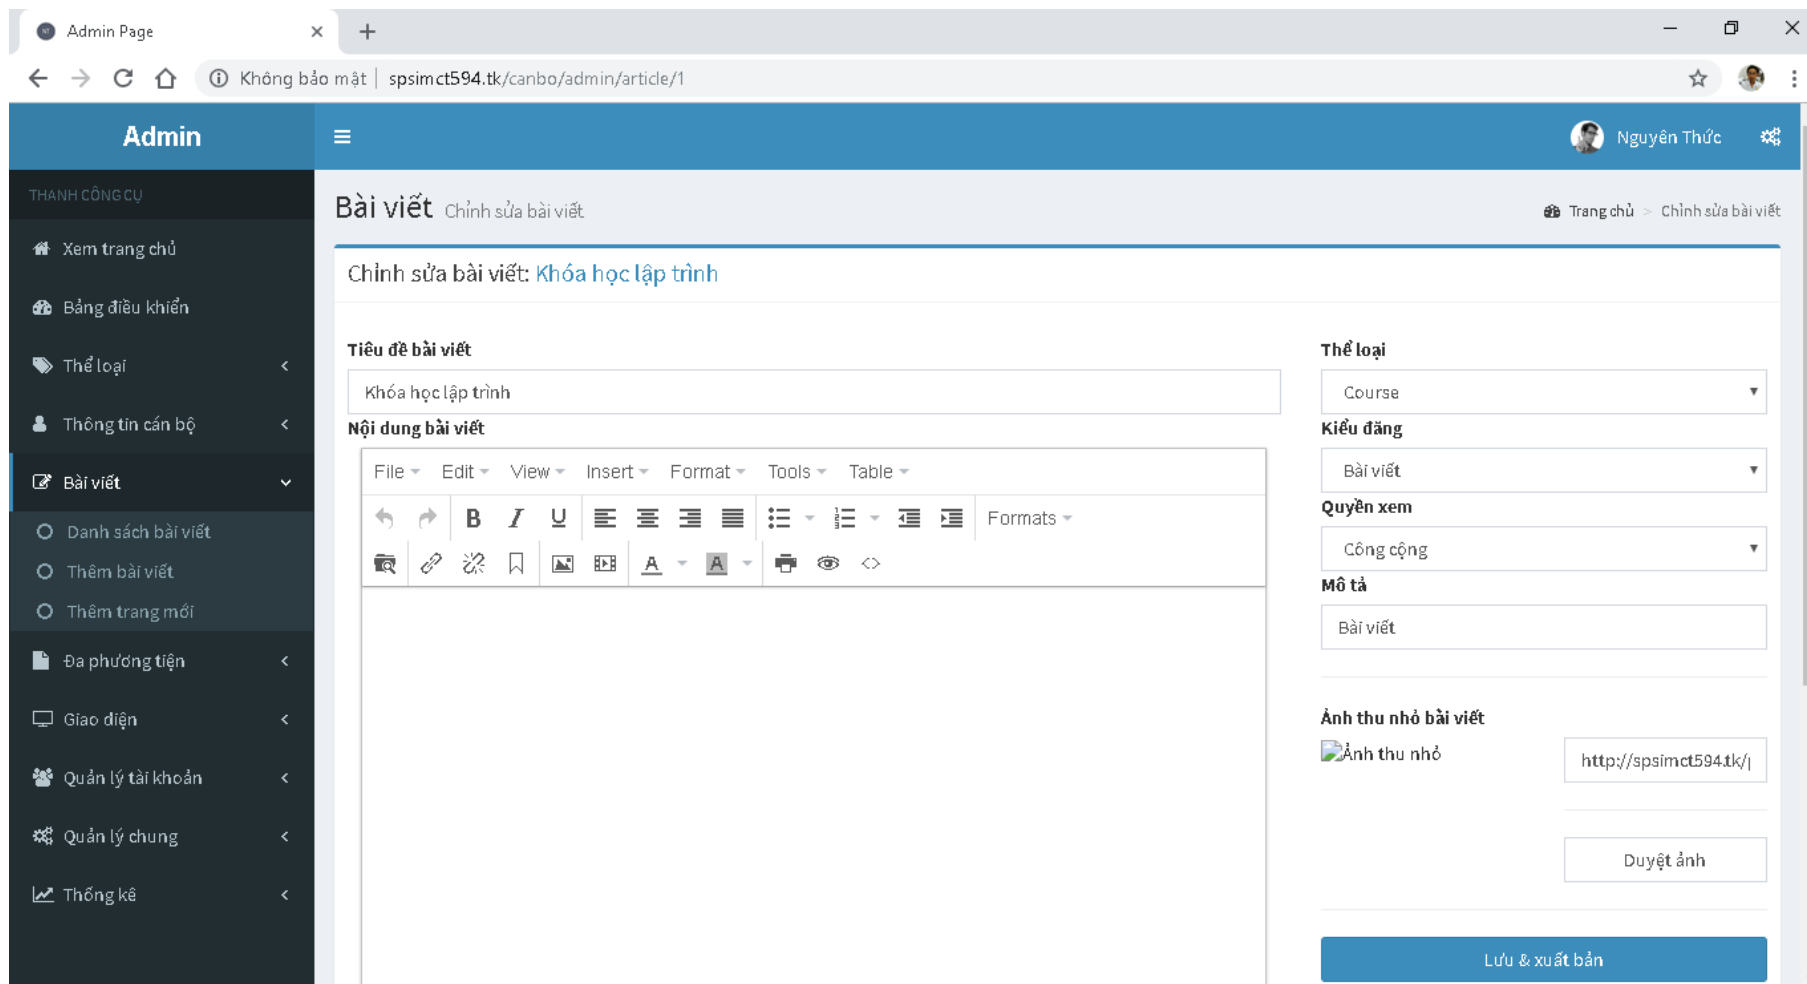 Admin Page
Không bảo mật | spsimct594.tk/canbo/admin/article/1
Admin
Nguyên Thức
THANH CÔNG CỤ
Xem trang chủ
Bảng điều khiển
Thể loại
Thông tin cán bộ
Bài viết
Danh sách bài viết
Thêm bài viết
Thêm trang mới
Đa phương tiện
Giao diện
Quản lý tài khoản
Quản lý chung
Thống kê
Bài viết Chỉnh sửa bài viết
Trang chủ > Chỉnh sửa bài viết
Chỉnh sửa bài viết: Khóa học lập trình
Tiêu đề bài viết
Khóa học lập trình
Nội dung bài viết
File Edit View Insert Format Tools Table
Formats
Thể loại
Course
Kiểu đăng
Bài viết
Quyền xem
Công cộng
Mô tả
Bài viết
Ảnh thu nhỏ bài viết
Ảnh thu nhỏ
http://spsimct594.tk/
Duyệt ảnh
Lưu & xuất bản